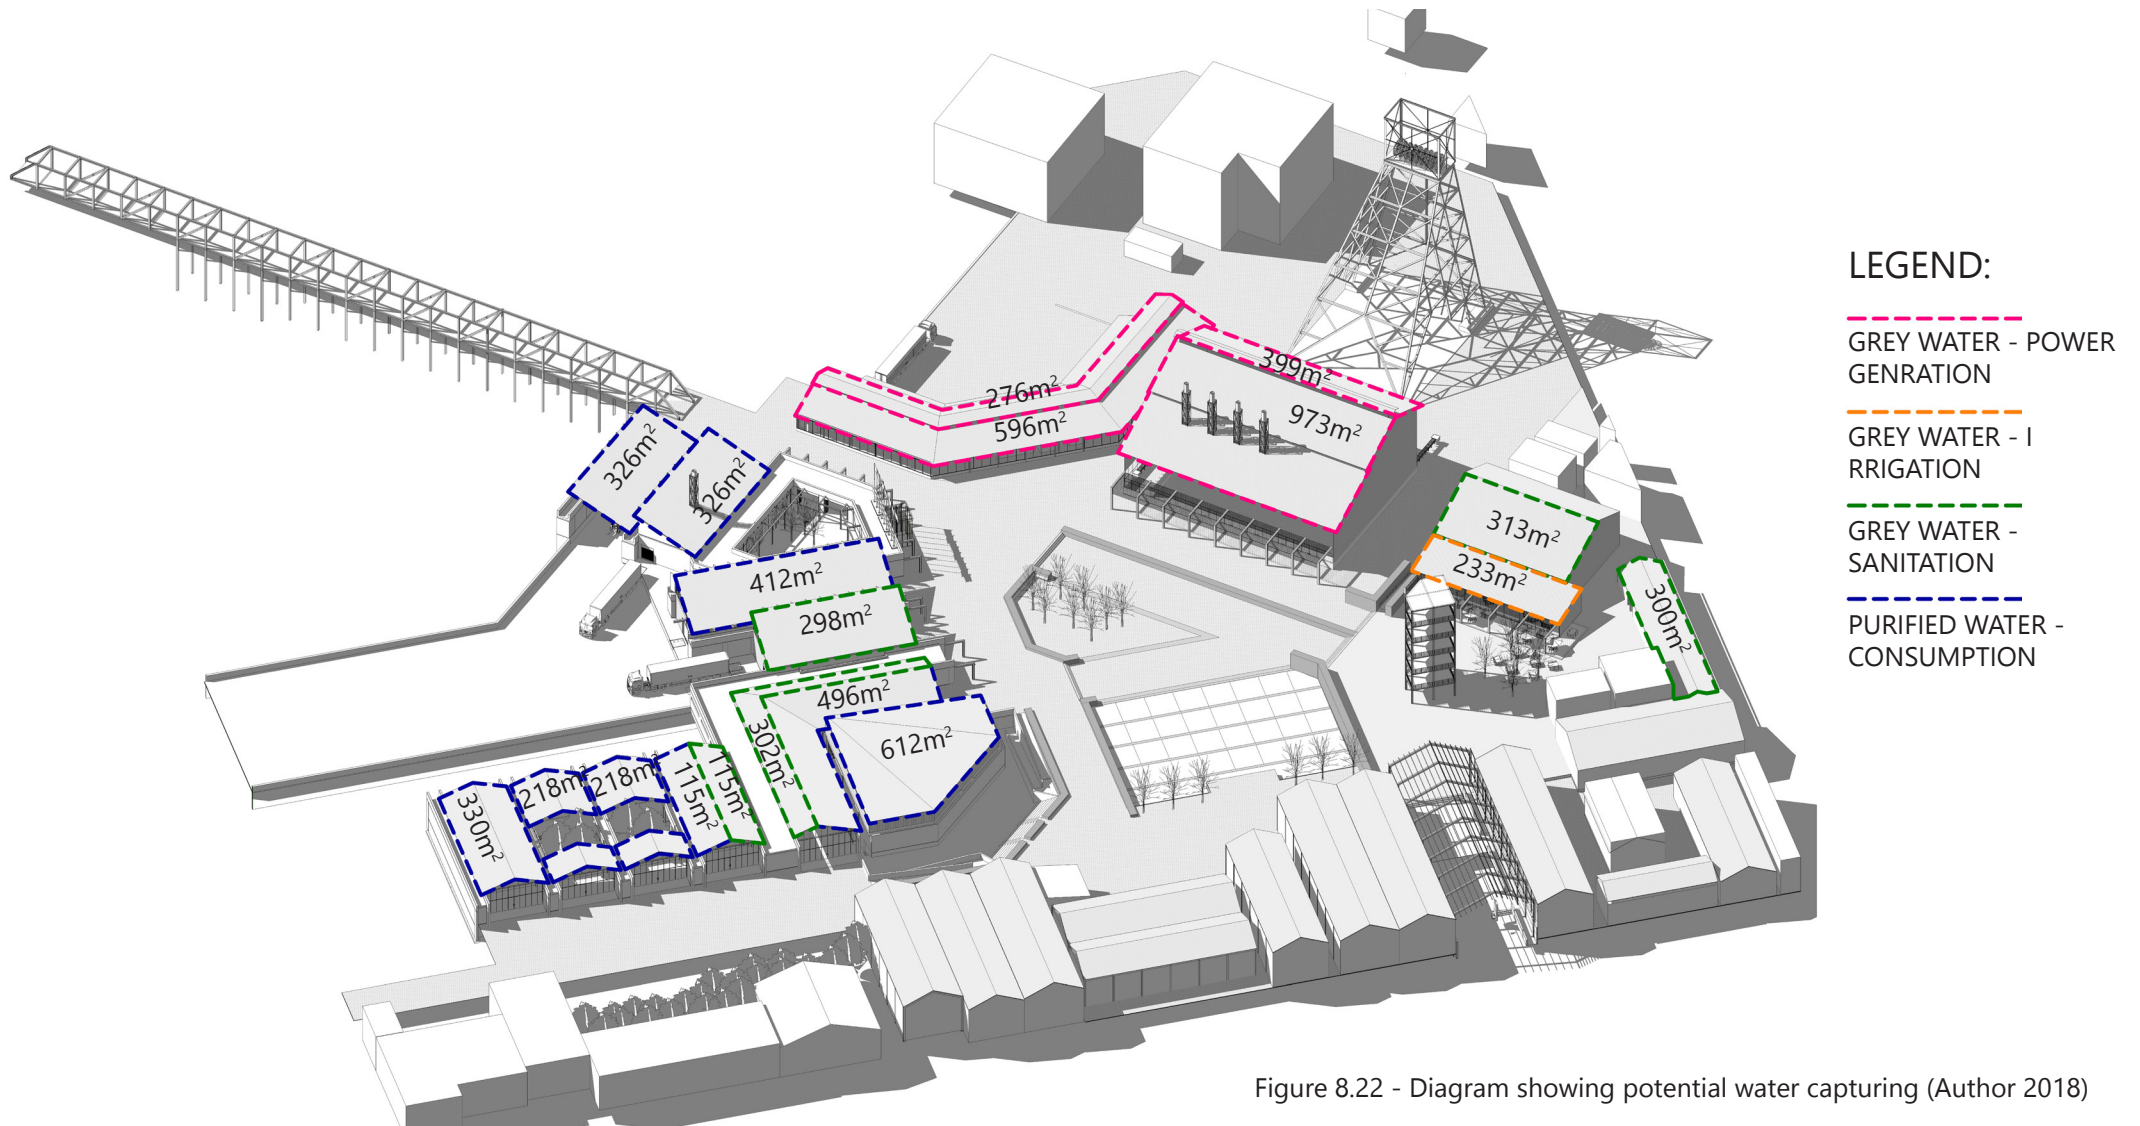 399m²
276m²
973m²
596m²
326m²
326m²
313m²
233m²
412m²
298m²
300m²
496m²
302m²
612m²
218m²
218m²
115m²
115m²
330m²
LEGEND:
GREY WATER - POWER
GENRATION
GREY WATER - I
RRIGATION
GREY WATER -
SANITATION
PURIFIED WATER -
CONSUMPTION
Figure 8.22 - Diagram showing potential water capturing (Author 2018)